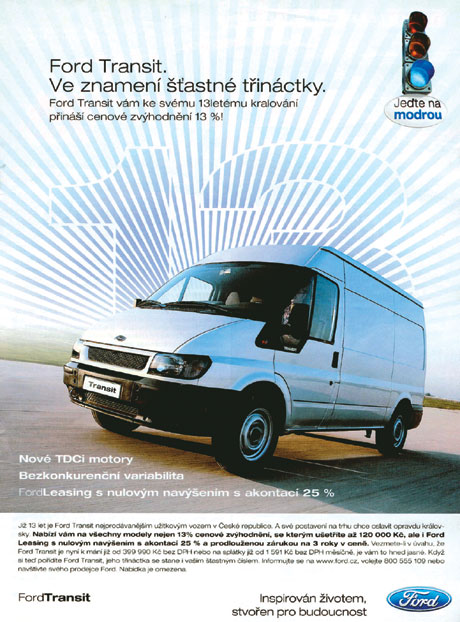 Ford Transit.
Ve znamení šťastné třináctky.
Ford Transit vám ke svému 13letému kralování
přináší cenové zvýhodnění 13 %!
Jeďte na
modrou
13
Transit
Nové TDCi motory
Bezkonkurenční variabilita
FordLeasing s nulovým navýšením s akontací 25 %
Již 13 let je Ford Transit nejprodávanějším užitkovým vozem v České republice. A své postavení na trhu chce oslavit opravdu králov-
sky. Nabízí vám na všechny modely nejen 13% cenové zvýhodnění, se kterým ušetříte až 120 000 Kč, ale i Ford
Leasing s nulovým navýšením s akontací 25 % a prodlouženou zárukou na 3 roky v ceně. Vezmete-li v úvahu, že
Ford Transit je nyní k mání již od 399 990 Kč bez DPH nebo na splátky již od 1 591 Kč bez DPH měsíčně, je vám to hned jasné. Když
si teď pořídíte Ford Transit, jeho třináctka se stane i vaším šťastným číslem. Informujte se na www.ford.cz, volejte 800 555 109 nebo
navštivte svého prodejce Ford. Nabídka je omezena.
FordTransit
Inspirován životem,
stvořen pro budoucnost
Ford